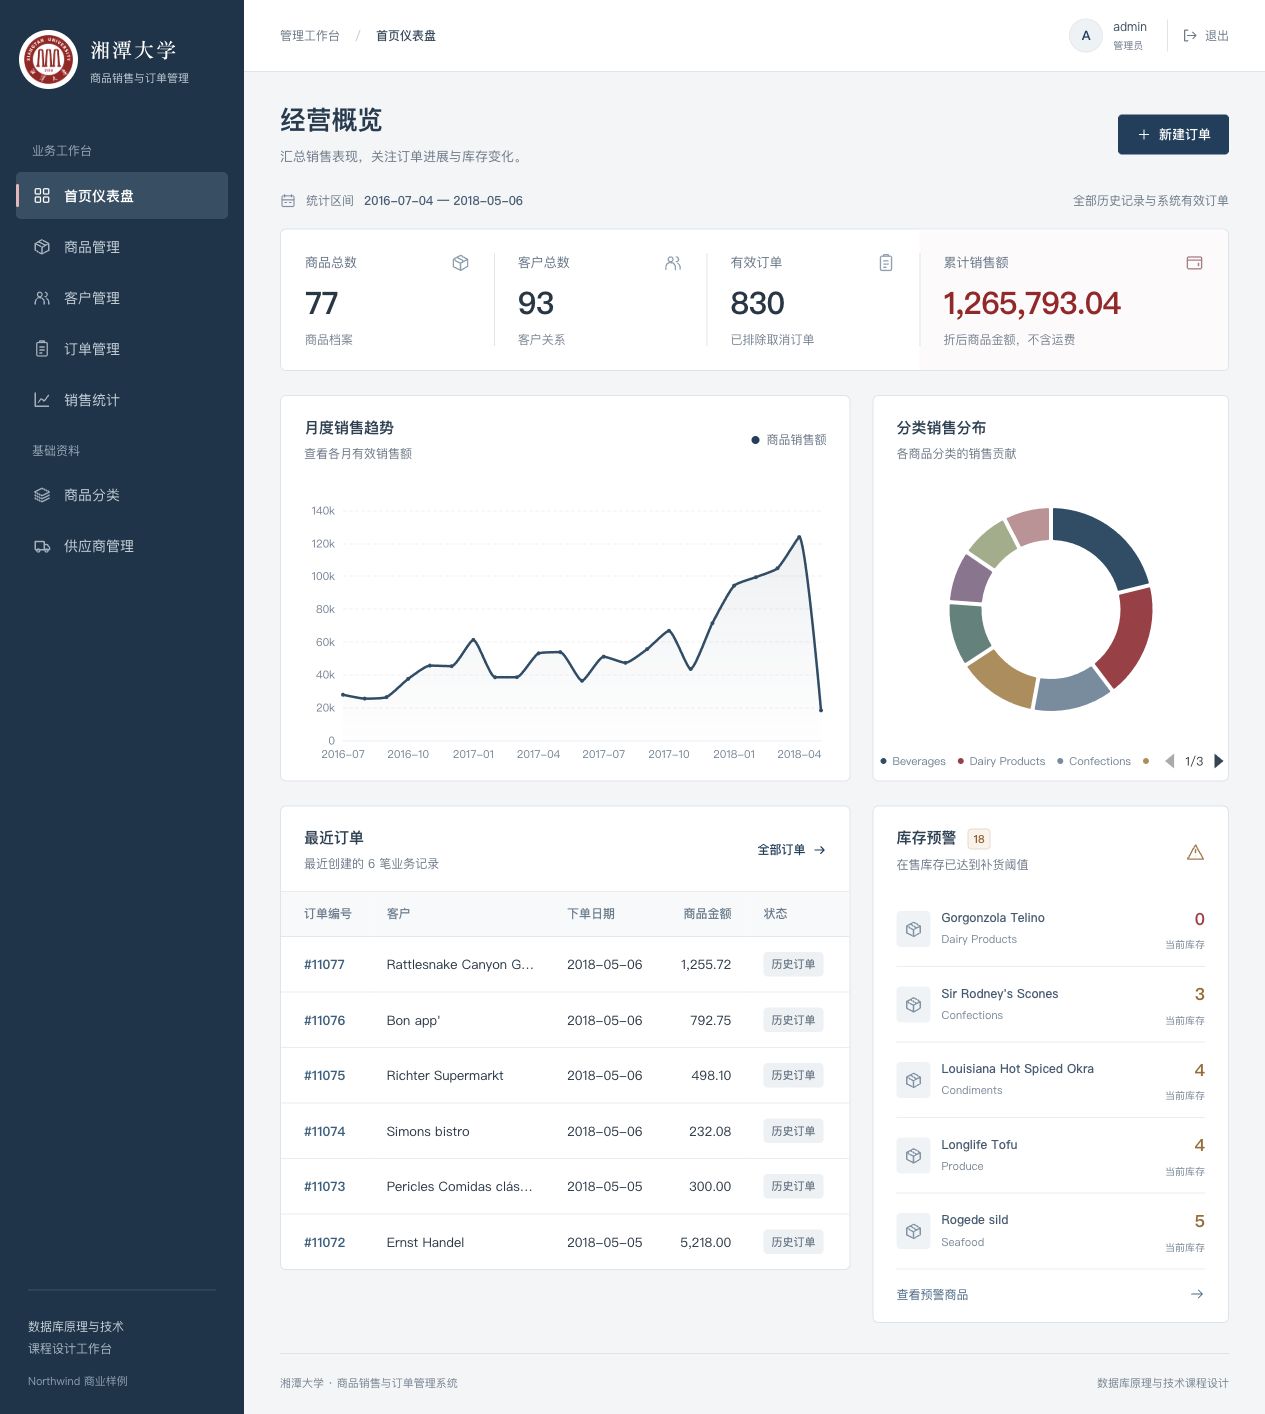 湘潭大学
商品销售与订单管理
业务工作台
首页仪表盘
商品管理
客户管理
订单管理
销售统计
基础资料
商品分类
供应商管理
数据库原理与技术
课程设计工作台
Northwind 商业样例
管理工作台 / 首页仪表盘
A
admin
管理员
退出
经营概览
汇总销售表现，关注订单进展与库存变化。
新建订单
统计区间 2016-07-04 — 2018-05-06
全部历史记录与系统有效订单
商品总数
77
商品档案
客户总数
93
客户关系
有效订单
830
已排除取消订单
累计销售额
1,265,793.04
折后商品金额，不含运费
月度销售趋势
查看各月有效销售额
商品销售额
140k
120k
100k
80k
60k
40k
20k
0
2016-07 2016-10 2017-01 2017-04 2017-07 2017-10 2018-01 2018-04
分类销售分布
各商品分类的销售贡献
Beverages Dairy Products Confections 1/3
最近订单
最近创建的 6 笔业务记录
全部订单
订单编号 客户 下单日期 商品金额 状态
#11077 Rattlesnake Canyon G... 2018-05-06 1,255.72 历史订单
#11076 Bon app' 2018-05-06 792.75 历史订单
#11075 Richter Supermarkt 2018-05-06 498.10 历史订单
#11074 Simons bistro 2018-05-06 232.08 历史订单
#11073 Pericles Comidas clás... 2018-05-05 300.00 历史订单
#11072 Ernst Handel 2018-05-05 5,218.00 历史订单
库存预警 18
在售库存已达到补货阈值
Gorgonzola Telino 0
Dairy Products 当前库存
Sir Rodney's Scones 3
Confections 当前库存
Louisiana Hot Spiced Okra 4
Condiments 当前库存
Longlife Tofu 4
Produce 当前库存
Rogede sild 5
Seafood 当前库存
查看预警商品
湘潭大学 · 商品销售与订单管理系统
数据库原理与技术课程设计